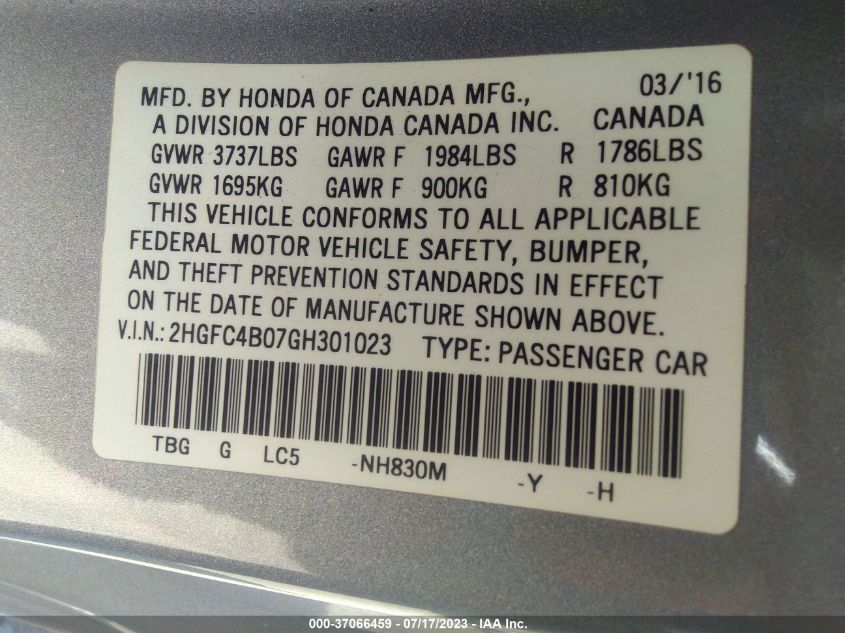 MFD. BY HONDA OF CANADA MFG., 03/'16
A DIVISION OF HONDA CANADA INC. CANADA
GVWR 3737LBS GAWR F 1984LBS R 1786LBS
GVWR 1695KG GAWR F 900KG R 810KG
THIS VEHICLE CONFORMS TO ALL APPLICABLE
FEDERAL MOTOR VEHICLE SAFETY, BUMPER,
AND THEFT PREVENTION STANDARDS IN EFFECT
ON THE DATE OF MANUFACTURE SHOWN ABOVE.
V.I.N.: 2HGFC4B07GH301023 TYPE: PASSENGER CAR
TBG G LC5 -NH830M -Y -H
000-37066459 - 07/17/2023 - IAA Inc.